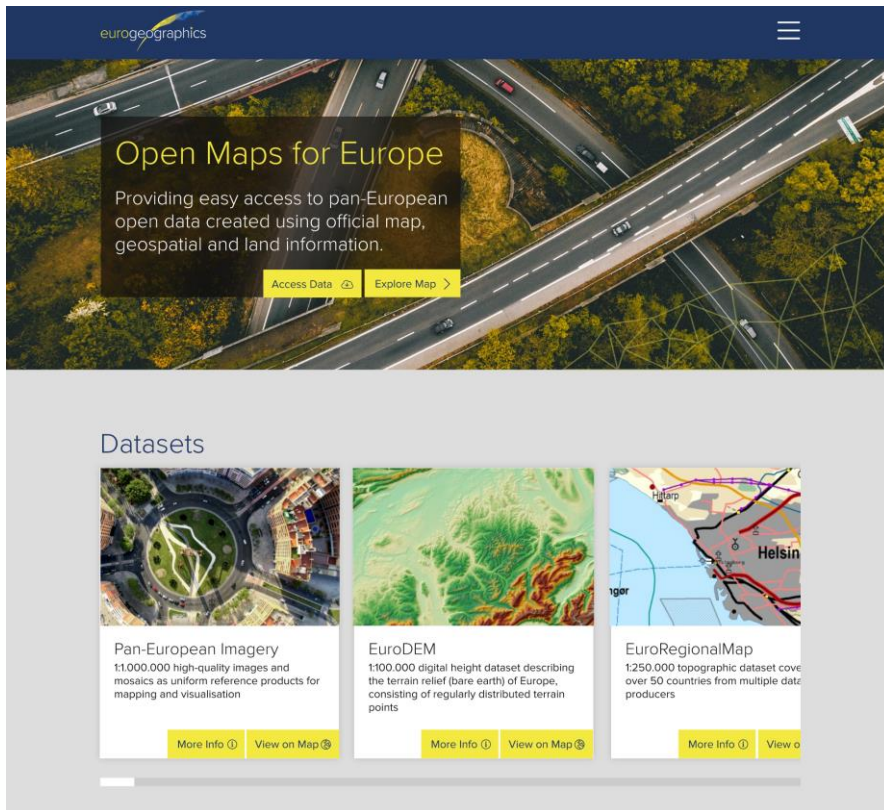 eurogeographics
Open Maps for Europe
Providing easy access to pan-European
open data created using official map,
geospatial and land information.
Access Data
Explore Map
Datasets
Hittarp
Helsin
ngør
Pan-European Imagery
1:1.000.000 high-quality images and
mosaics as uniform reference products for
mapping and visualisation
More Info
View on Map
EuroDEM
1:100.000 digital height dataset describing
the terrain relief (bare earth) of Europe,
consisting of regularly distributed terrain
points
More Info
View on Map
EuroRegionalMap
1:250.000 topographic dataset cove
over 50 countries from multiple data
producers
More Info
View o